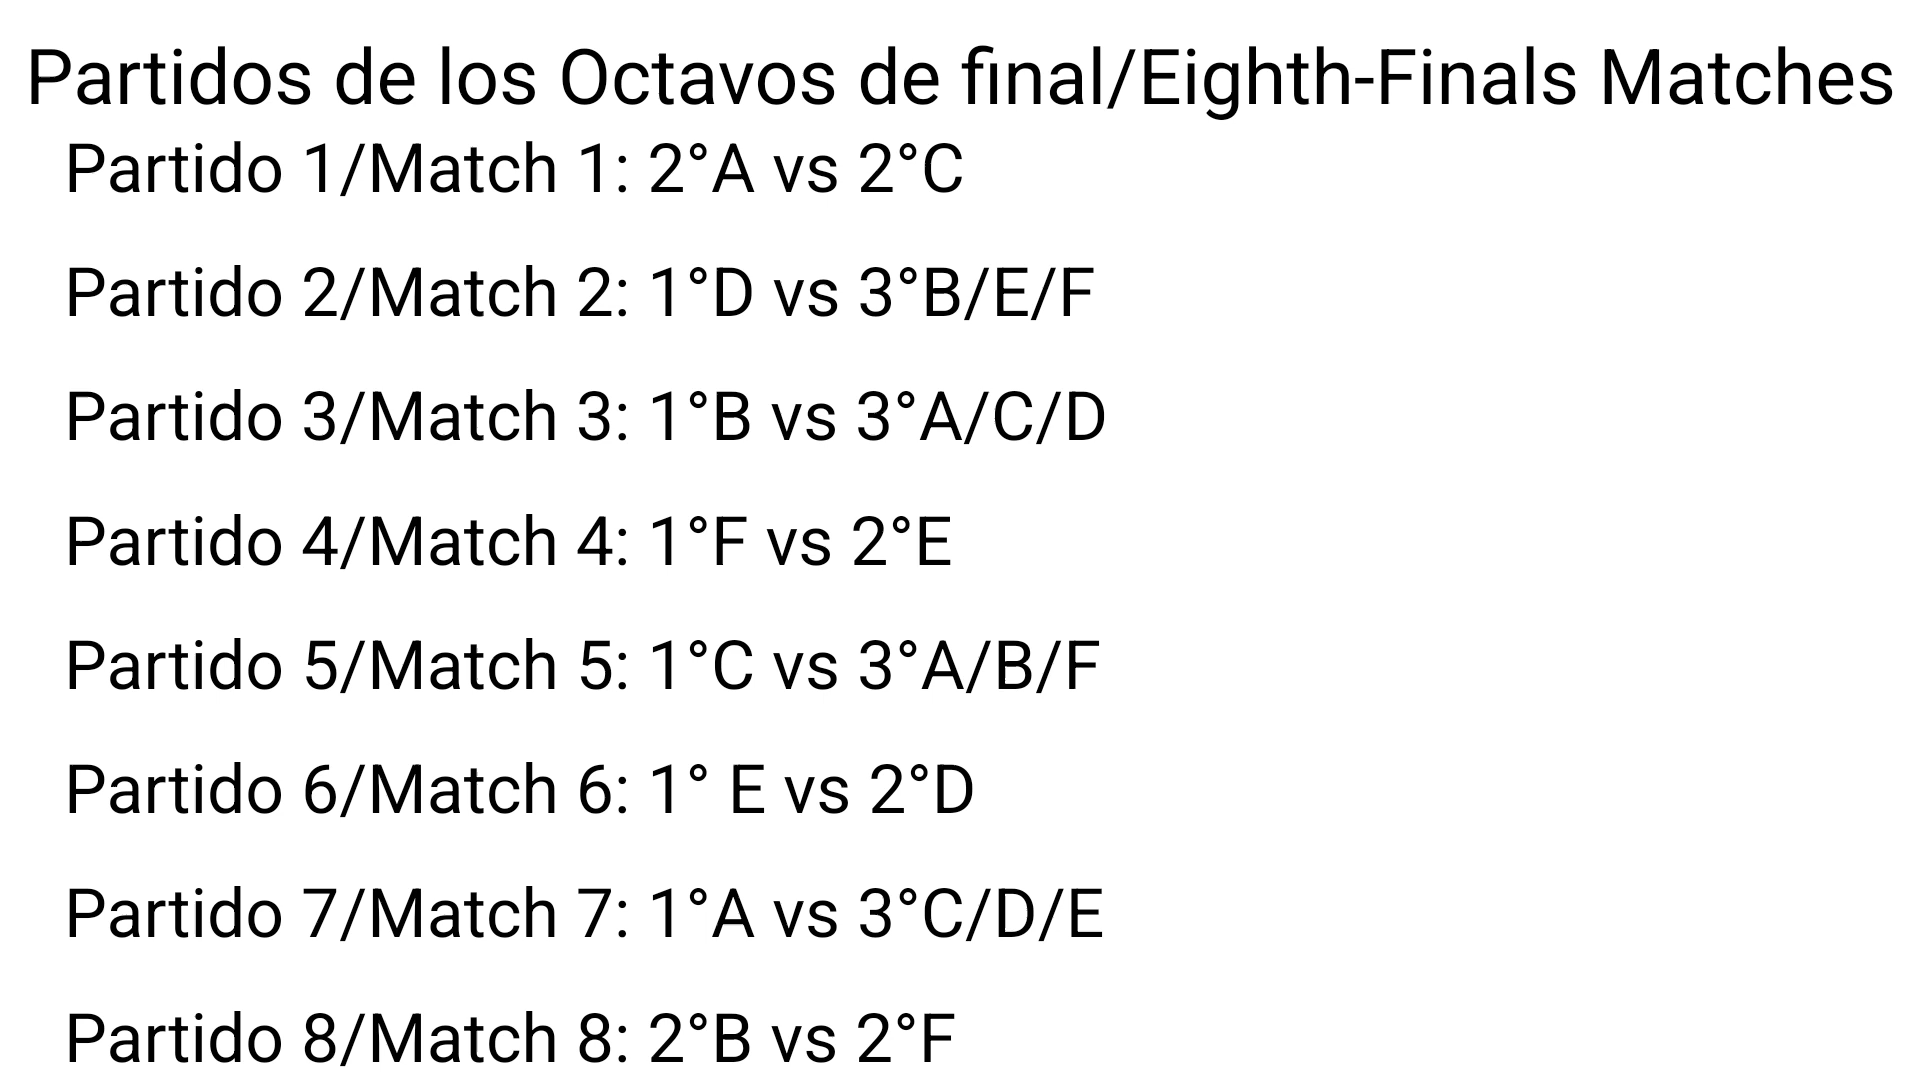 Partidos de los Octavos de final/Eighth-Finals Matches
Partido 1/Match 1: 2°A vs 2°C
Partido 2/Match 2: 1°D vs 3°B/E/F
Partido 3/Match 3: 1°B vs 3°A/C/D
Partido 4/Match 4: 1°F vs 2°E
Partido 5/Match 5: 1°C vs 3°A/B/F
Partido 6/Match 6: 1° E vs 2°D
Partido 7/Match 7: 1°A vs 3°C/D/E
Partido 8/Match 8: 2°B vs 2°F